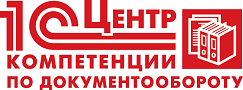 1С Центр
КОМПЕТЕНЦИИ
ПО ДОКУМЕНТООБОРОТУ